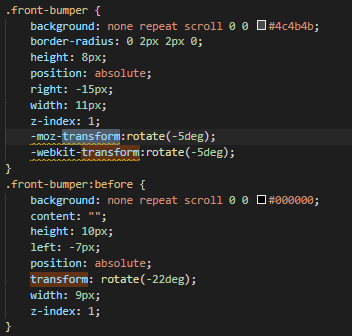 .front-bumper {
background: none repeat scroll 0 0 #4c4b4b;
border-radius: 0 2px 2px 0;
height: 8px;
position: absolute;
right: -15px;
width: 11px;
z-index: 1;
-moz-transform:rotate(-5deg);
-webkit-transform:rotate(-5deg);
}
.front-bumper:before {
background: none repeat scroll 0 0 #000000;
content: "";
height: 10px;
left: -7px;
position: absolute;
transform: rotate(-22deg);
width: 9px;
z-index: 1;
}